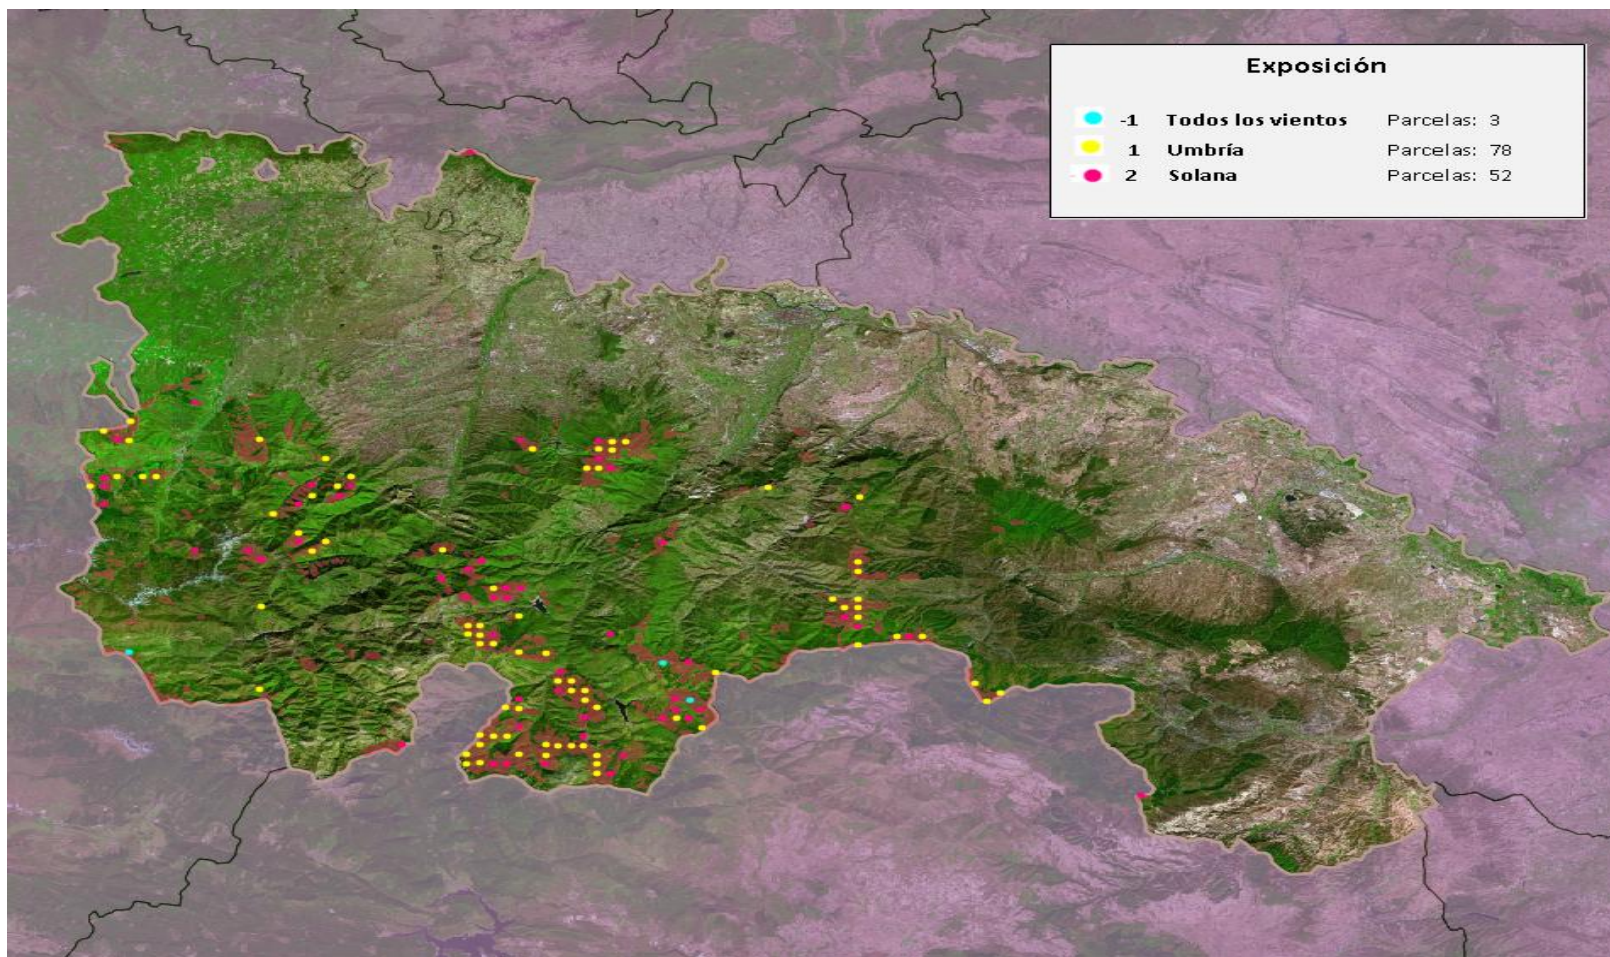 Exposición
-1 Todos los vientos Parcelas: 3
1 Umbría Parcelas: 78
2 Solana Parcelas: 52